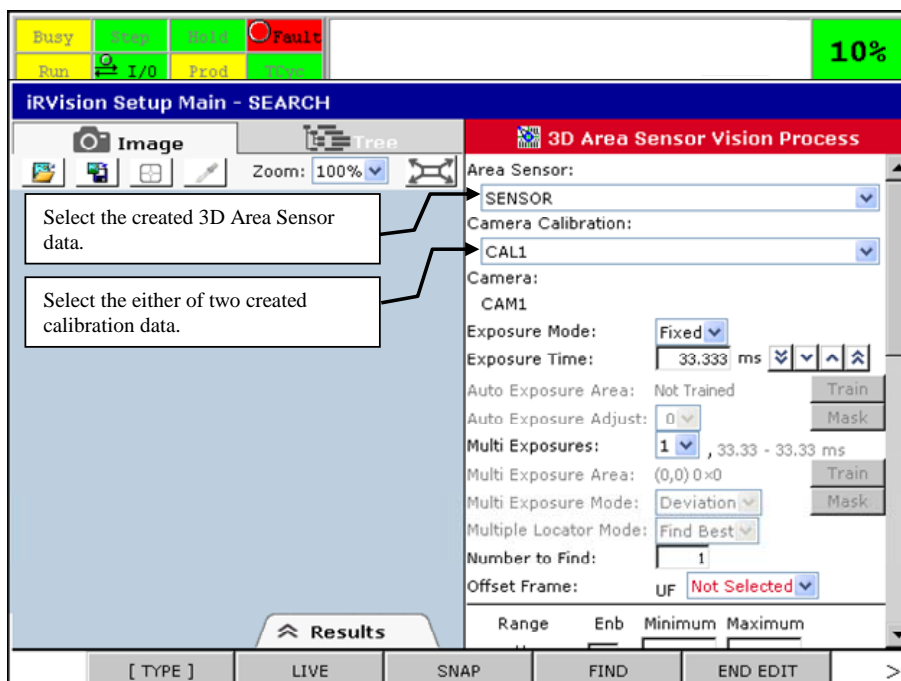 Busy Step Hold Fault
Run I/O Prod TCyc
10%
iRVision Setup Main - SEARCH
Image Tree
3D Area Sensor Vision Process
Zoom: 100%
Area Sensor:
SENSOR
Select the created 3D Area Sensor
data.
Camera Calibration:
CAL1
Select the either of two created
calibration data.
Camera:
CAM1
Exposure Mode: Fixed
Exposure Time: 33.333 ms
Auto Exposure Area: Not Trained Train
Auto Exposure Adjust: 0 Mask
Multi Exposures: 1 , 33.33 - 33.33 ms
Multi Exposure Area: (0,0) 0×0 Train
Multi Exposure Mode: Deviation Mask
Multiple Locator Mode: Find Best
Number to Find: 1
Offset Frame: UF Not Selected
Range Enb Minimum Maximum
Results
[ TYPE ] LIVE SNAP FIND END EDIT >